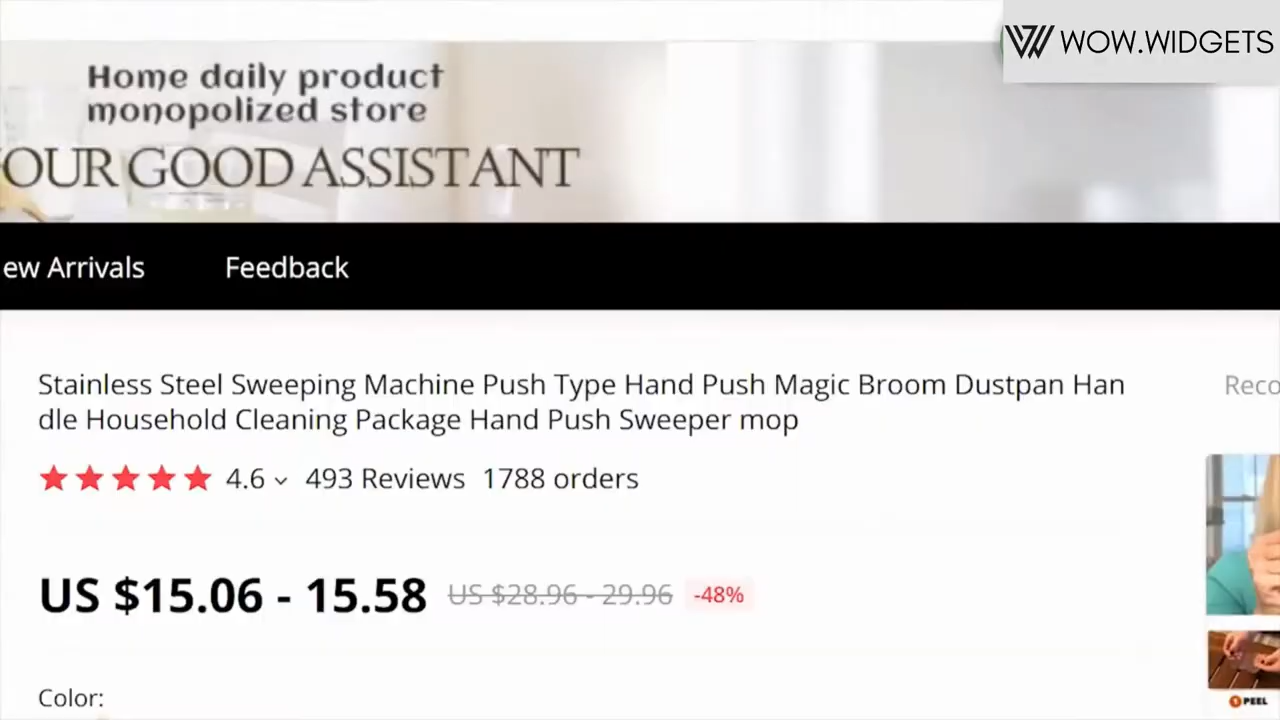 WOW.WIDGETS
Home daily product
monopolized store
OUR GOOD ASSISTANT
ew Arrivals
Feedback
Stainless Steel Sweeping Machine Push Type Hand Push Magic Broom Dustpan Han
dle Household Cleaning Package Hand Push Sweeper mop
Reco
4.6 493 Reviews 1788 orders
US $15.06 - 15.58 US $28.96 - 29.96 -48%
Color:
1 PEEL